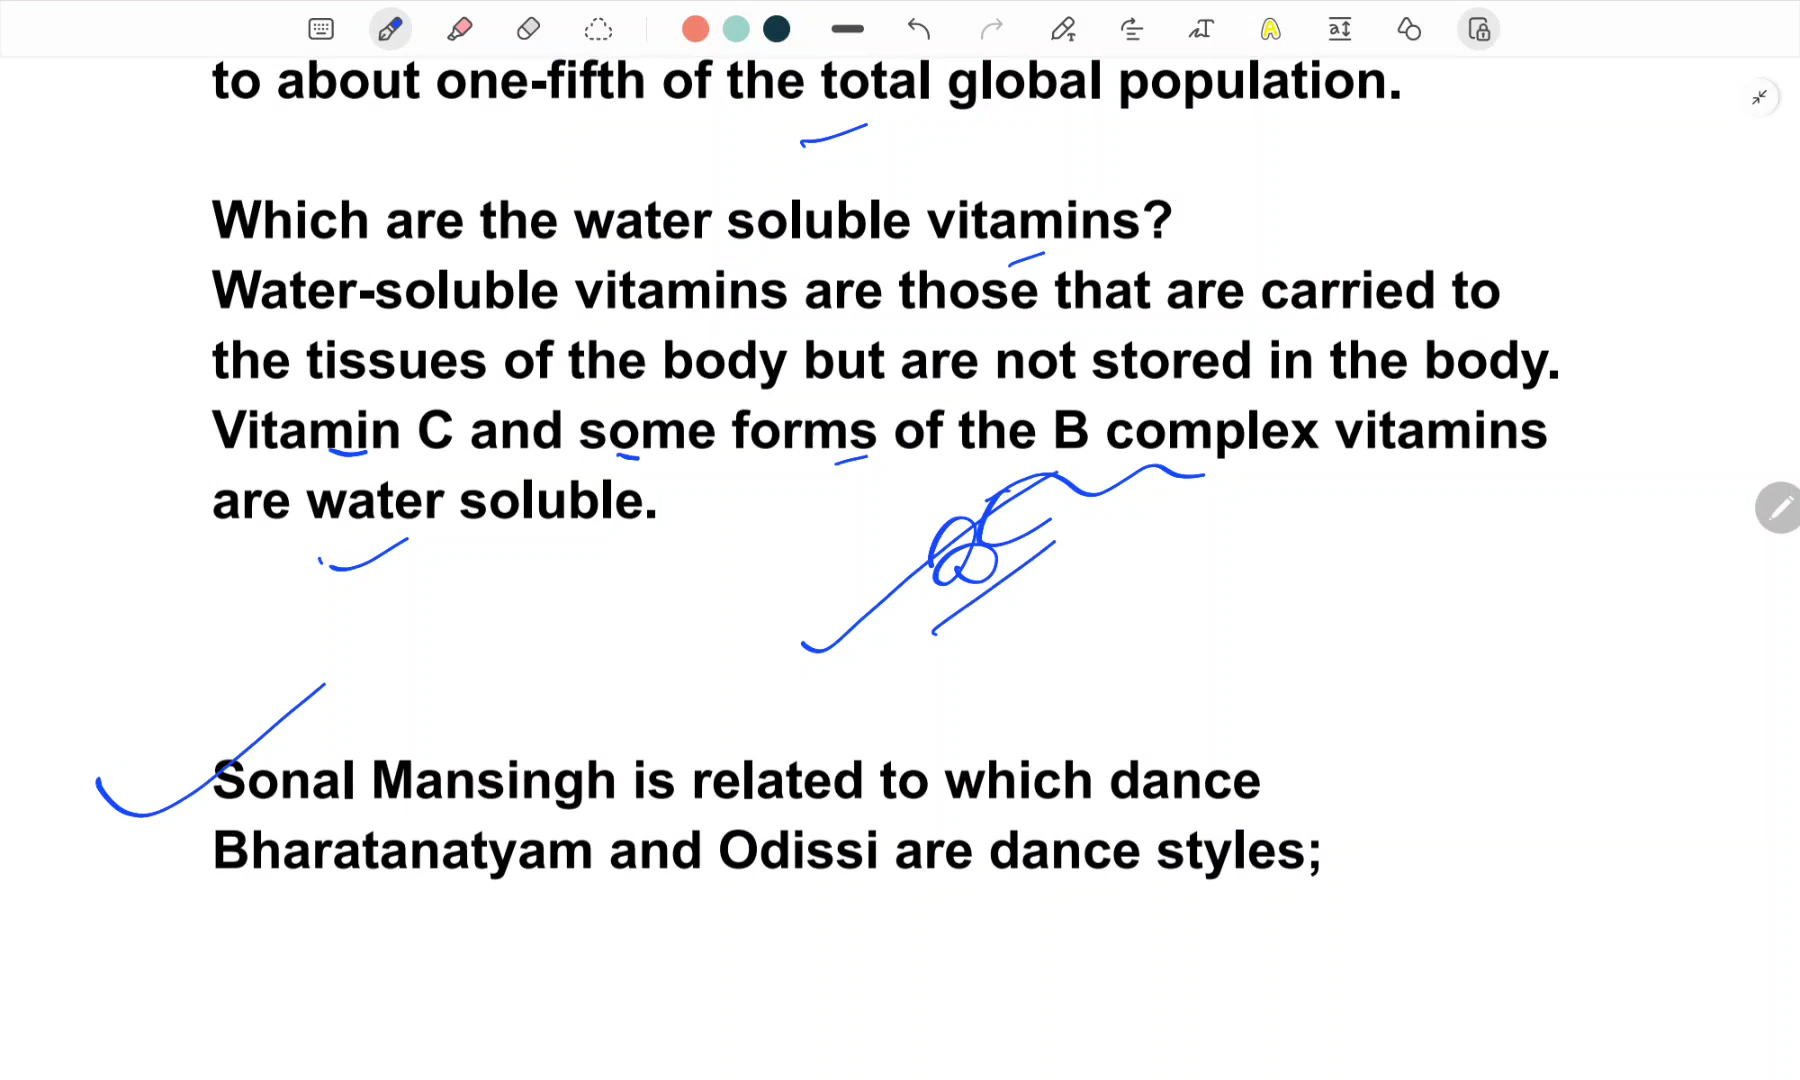 to about one-fifth of the total global population.
Which are the water soluble vitamins?
Water-soluble vitamins are those that are carried to
the tissues of the body but are not stored in the body.
Vitamin C and some forms of the B complex vitamins
are water soluble.
Sonal Mansingh is related to which dance
Bharatanatyam and Odissi are dance styles;